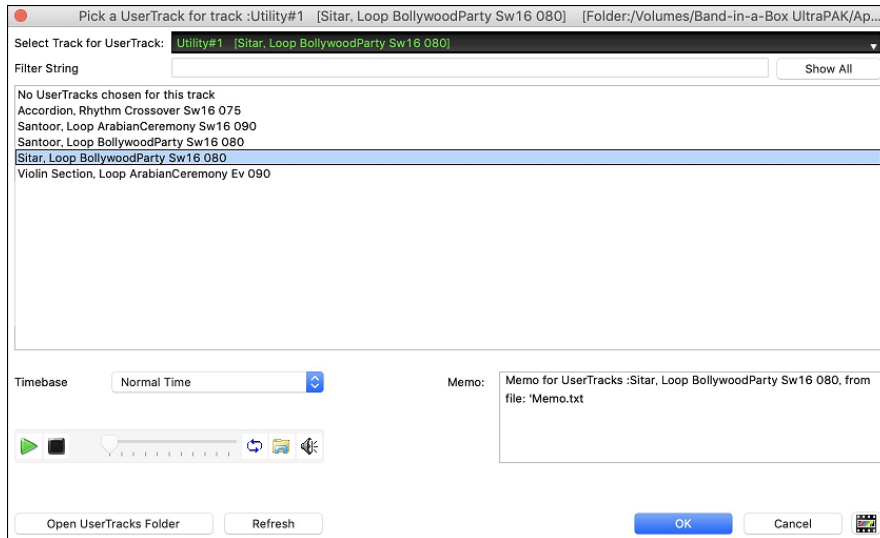 Pick a UserTrack for track :Utility#1 [Sitar, Loop BollywoodParty Sw16 080] [Folder:/Volumes/Band-in-a-Box UltraPAK/Ap...
Select Track for UserTrack: Utility#1 [Sitar, Loop BollywoodParty Sw16 080]
Filter String Show All
No UserTracks chosen for this track
Accordion, Rhythm Crossover Sw16 075
Santoor, Loop ArabianCeremony Sw16 090
Santoor, Loop BollywoodParty Sw16 080
Sitar, Loop BollywoodParty Sw16 080
Violin Section, Loop ArabianCeremony Ev 090
Timebase Normal Time
Memo: Memo for UserTracks :Sitar, Loop BollywoodParty Sw16 080, from
file: 'Memo.txt
Open UserTracks Folder Refresh OK Cancel